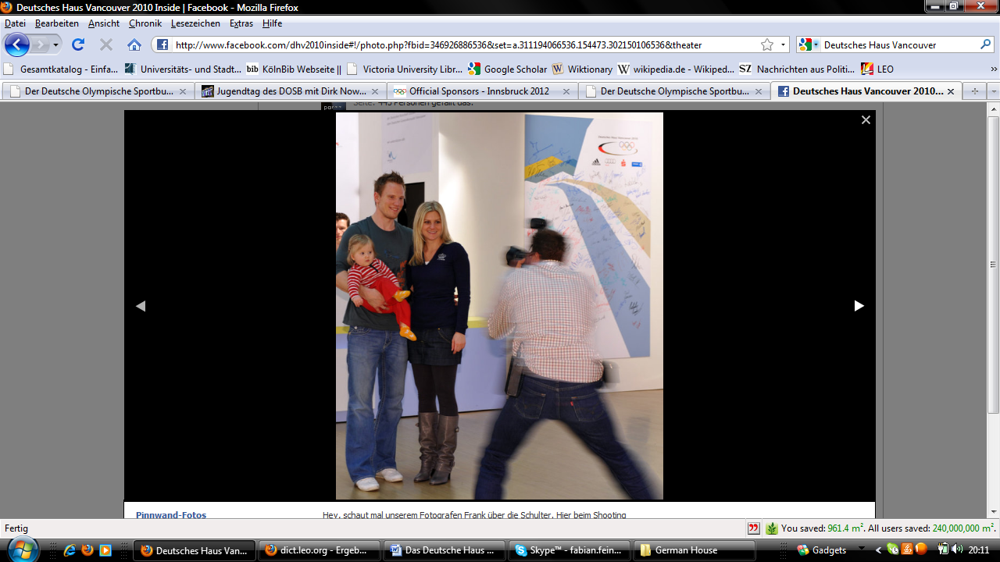 Deutsches Haus Vancouver 2010 Inside | Facebook - Mozilla Firefox
Datei Bearbeiten Ansicht Chronik Lesezeichen Extras Hilfe
http://www.facebook.com/dhv2010inside#!/photo.php?fbid=346926886536&set=a.311194066536.154473.302150106536&theater
Deutsches Haus Vancouver
Gesamtkatalog - Einfa... Universitäts- und Stadt... bib KölnBib Webseite || Victoria University Libr... Google Scholar W Wiktionary W wikipedia.de - Wikiped... SZ Nachrichten aus Politi... LEO »
Der Deutsche Olympische Sportbu... Jugendtag des DOSB mit Dirk Now... Official Sponsors - Innsbruck 2012 Der Deutsche Olympische Sportbu... Deutsches Haus Vancouver 2010...
Seite. 443 Personen gefällt das.
Deutsches Haus Vancouver 2010
Pinnwand-Fotos
Hey, schaut mal unserem Fotografen Frank über die Schulter. Hier beim Shooting
Fertig
You saved: 961.4 m². All users saved: 240,000,000 m².
Deutsches Haus Van... dict.leo.org - Ergeb... Das Deutsche Haus ... Skype™ - fabian.fein... German House Gadgets 20:11